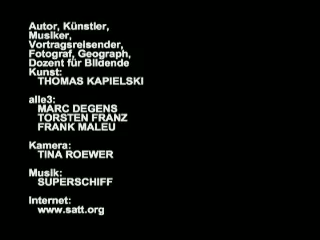 Autor, Künstler,
Musiker,
Vortragsreisender,
Fotograf, Geograph,
Dozent für Bildende
Kunst:
THOMAS KAPIELSKI
alle3:
MARC DEGENS
TORSTEN FRANZ
FRANK MALEU
Kamera:
TINA ROEWER
Musik:
SUPERSCHIFF
Internet:
www.satt.org